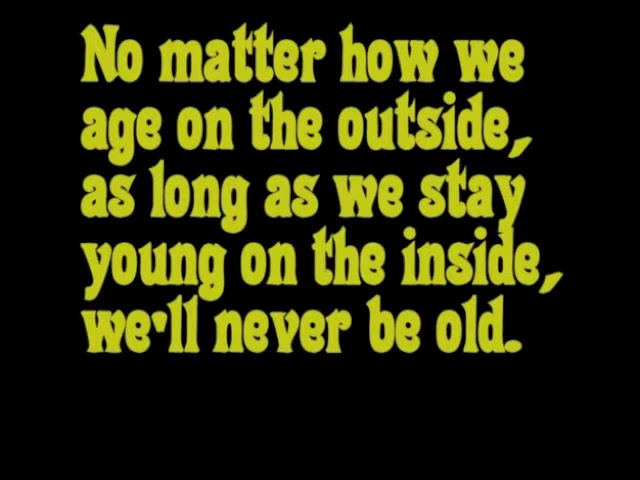 No matter how we
age on the outside,
as long as we stay
young on the inside,
we'll never be old.